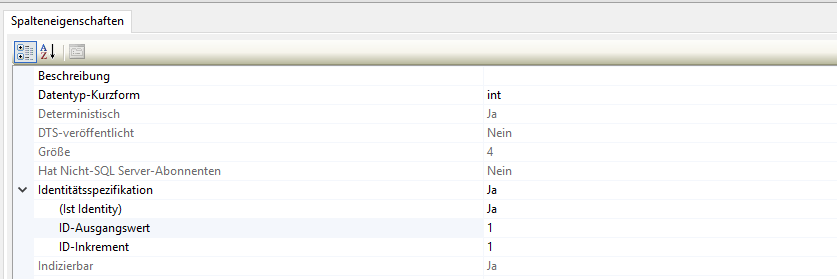 Spalteneigenschaften
Beschreibung
Datentyp-Kurzform int
Deterministisch Ja
DTS-veröffentlicht Nein
Größe 4
Hat Nicht-SQL Server-Abonnenten Nein
Identitätsspezifikation Ja
(Ist Identity) Ja
ID-Ausgangswert 1
ID-Inkrement 1
Indizierbar Ja